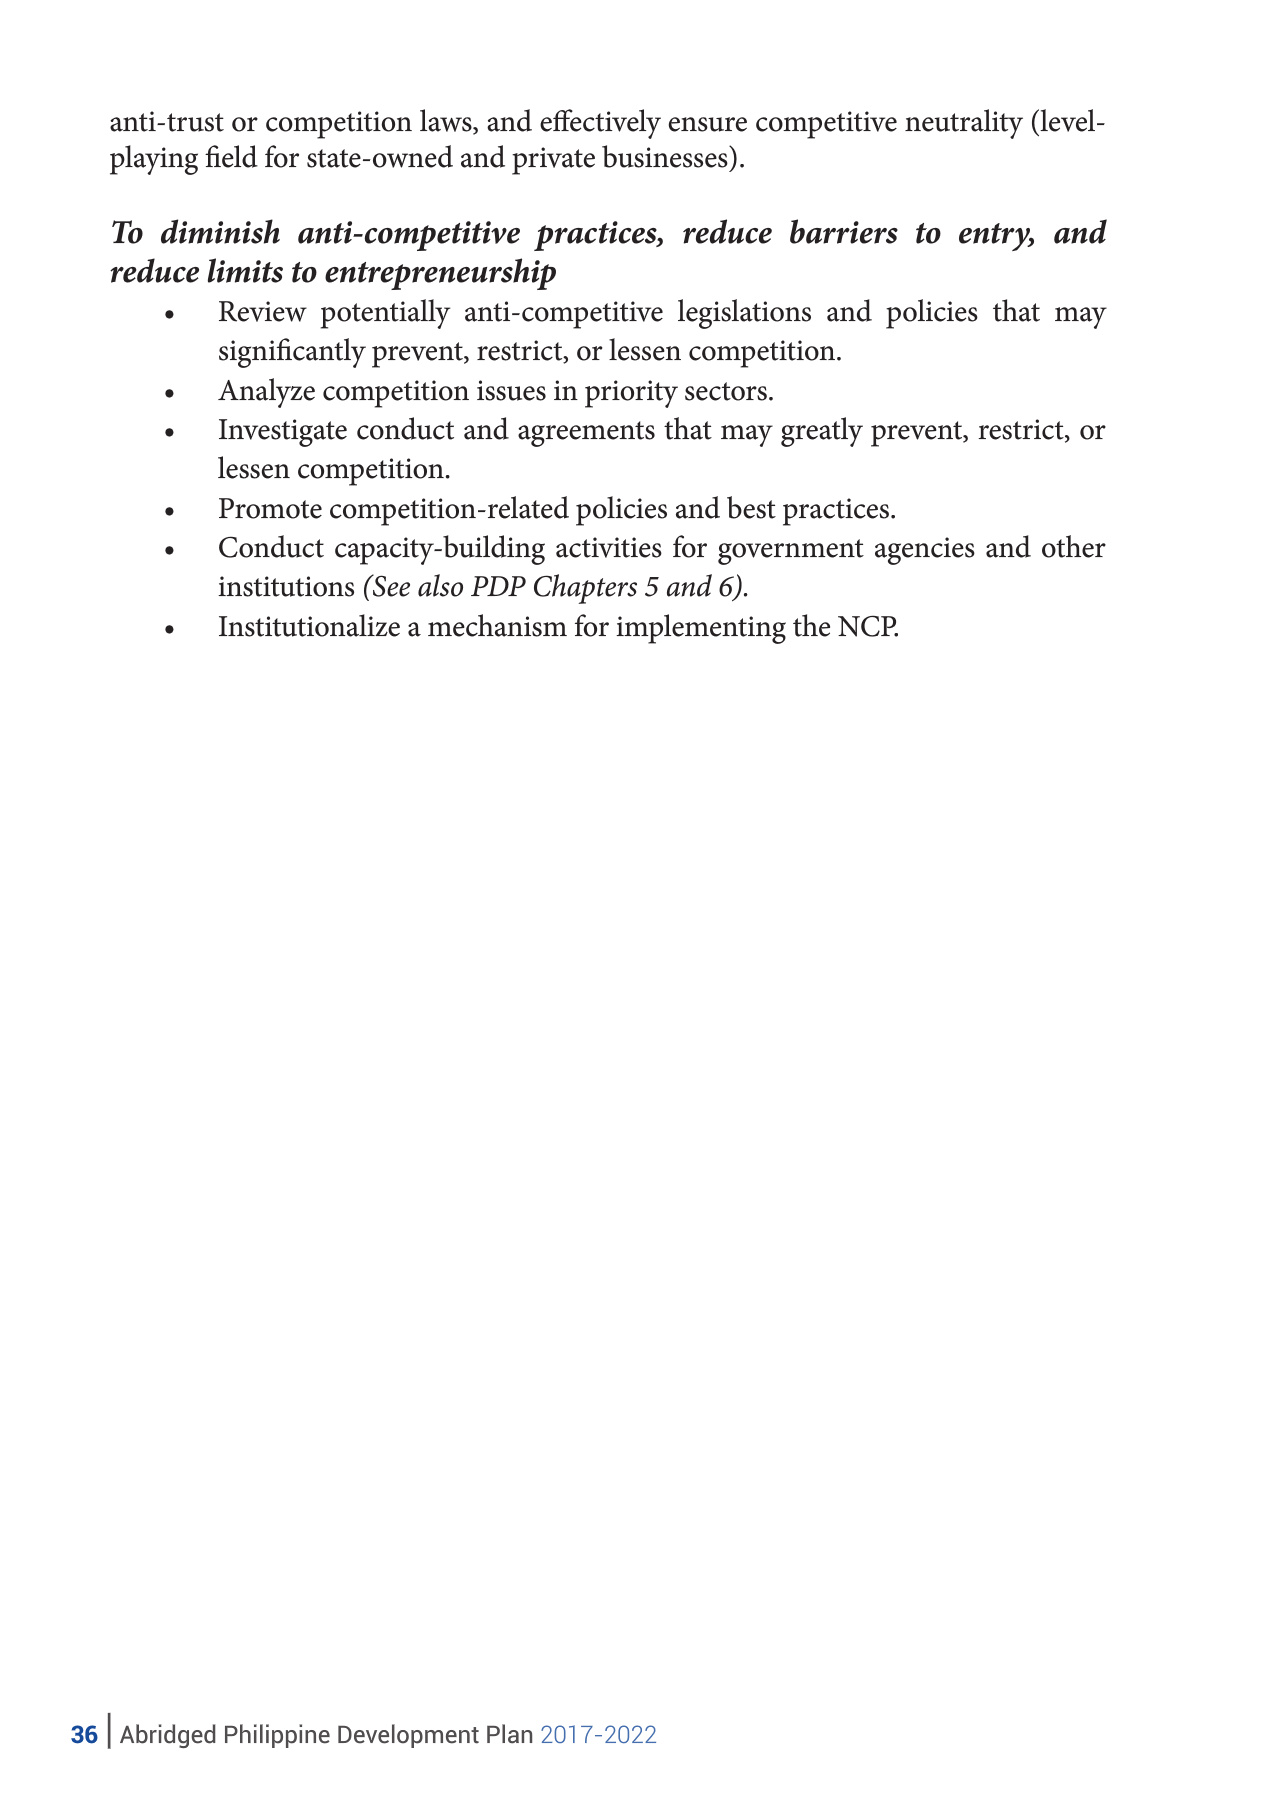 anti-trust or competition laws, and effectively ensure competitive neutrality (level-
playing field for state-owned and private businesses).
To diminish anti-competitive practices, reduce barriers to entry, and
reduce limits to entrepreneurship
• Review potentially anti-competitive legislations and policies that may
significantly prevent, restrict, or lessen competition.
• Analyze competition issues in priority sectors.
• Investigate conduct and agreements that may greatly prevent, restrict, or
lessen competition.
• Promote competition-related policies and best practices.
• Conduct capacity-building activities for government agencies and other
institutions (See also PDP Chapters 5 and 6).
• Institutionalize a mechanism for implementing the NCP.
36 | Abridged Philippine Development Plan 2017-2022